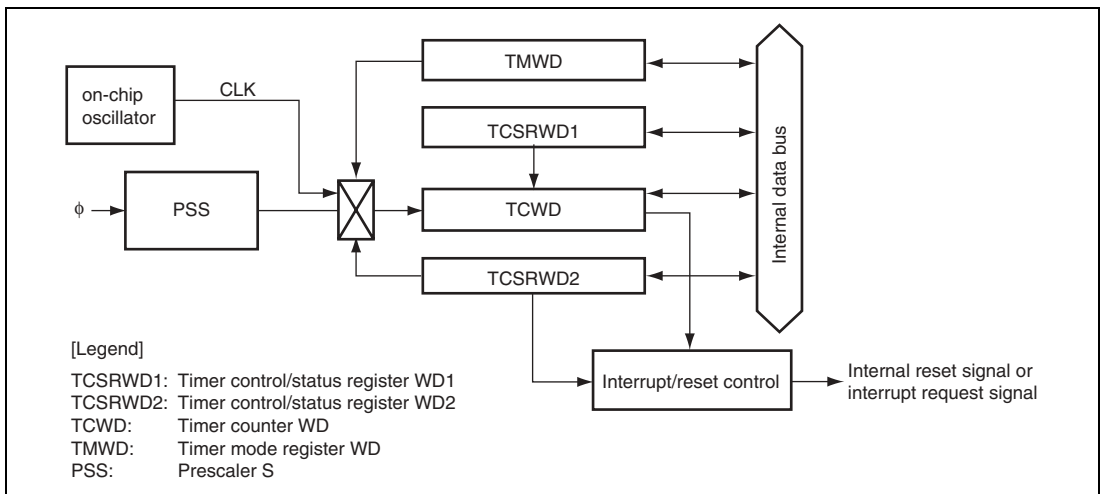 on-chip
oscillator
CLK
φ
PSS
TMWD
TCSRWD1
TCWD
TCSRWD2
Internal data bus
Interrupt/reset control
Internal reset signal or
interrupt request signal
[Legend]
TCSRWD1: Timer control/status register WD1
TCSRWD2: Timer control/status register WD2
TCWD: Timer counter WD
TMWD: Timer mode register WD
PSS: Prescaler S